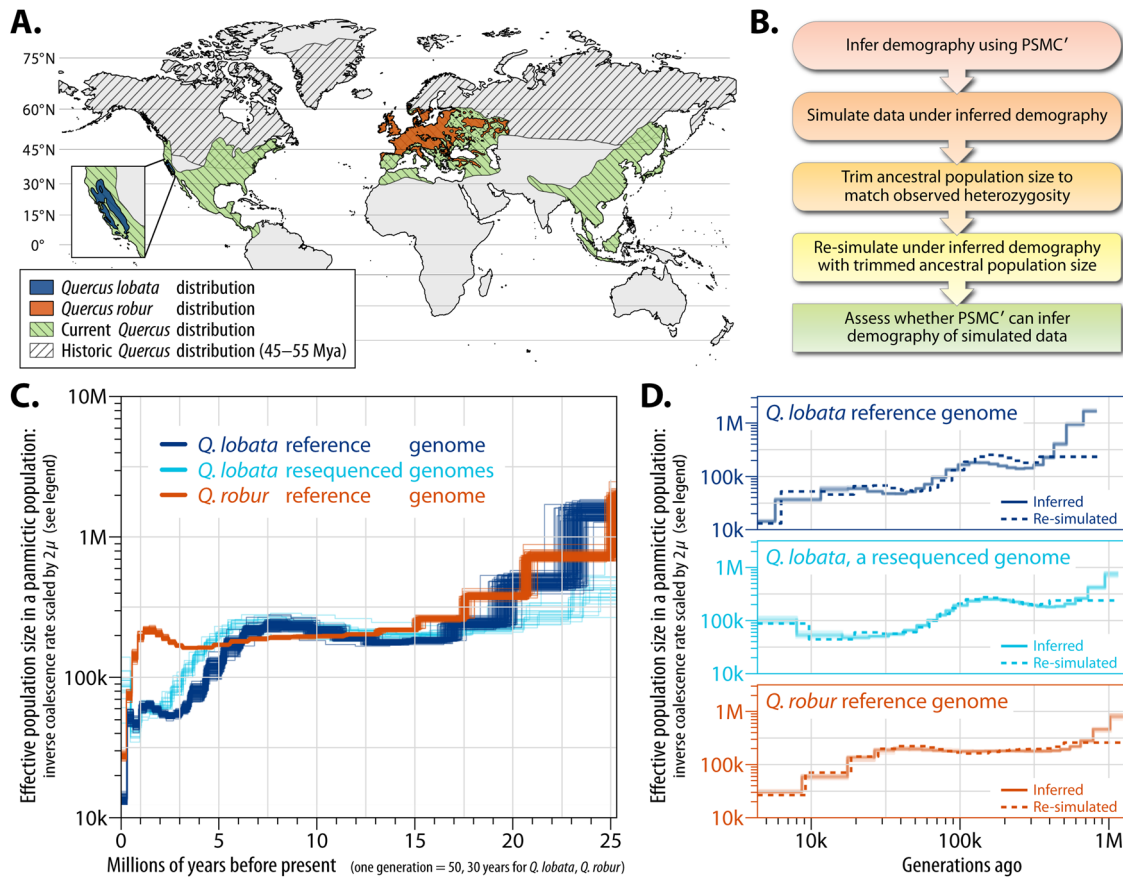 A.
75°N
60°N
45°N
30°N
15°N
0°
Quercus lobata distribution
Quercus robur distribution
Current Quercus distribution
Historic Quercus distribution (45–55 Mya)
B.
Infer demography using PSMC′
Simulate data under inferred demography
Trim ancestral population size to
match observed heterozygosity
Re-simulate under inferred demography
with trimmed ancestral population size
Assess whether PSMC′ can infer
demography of simulated data
C.
Effective population size in a panmictic population:
inverse coalescence rate scaled by 2μ (see legend)
10M
1M
100k
10k
Q. lobata reference genome
Q. lobata resequenced genomes
Q. robur reference genome
0 5 10 15 20 25
Millions of years before present (one generation = 50, 30 years for Q. lobata, Q. robur)
D.
Effective population size in a panmictic population:
inverse coalescence rate scaled by 2μ (see legend)
Q. lobata reference genome
1M
100k
10k
Inferred
Re-simulated
Q. lobata, a resequenced genome
1M
100k
10k
Inferred
Re-simulated
Q. robur reference genome
1M
100k
10k
Inferred
Re-simulated
10k 100k 1M
Generations ago